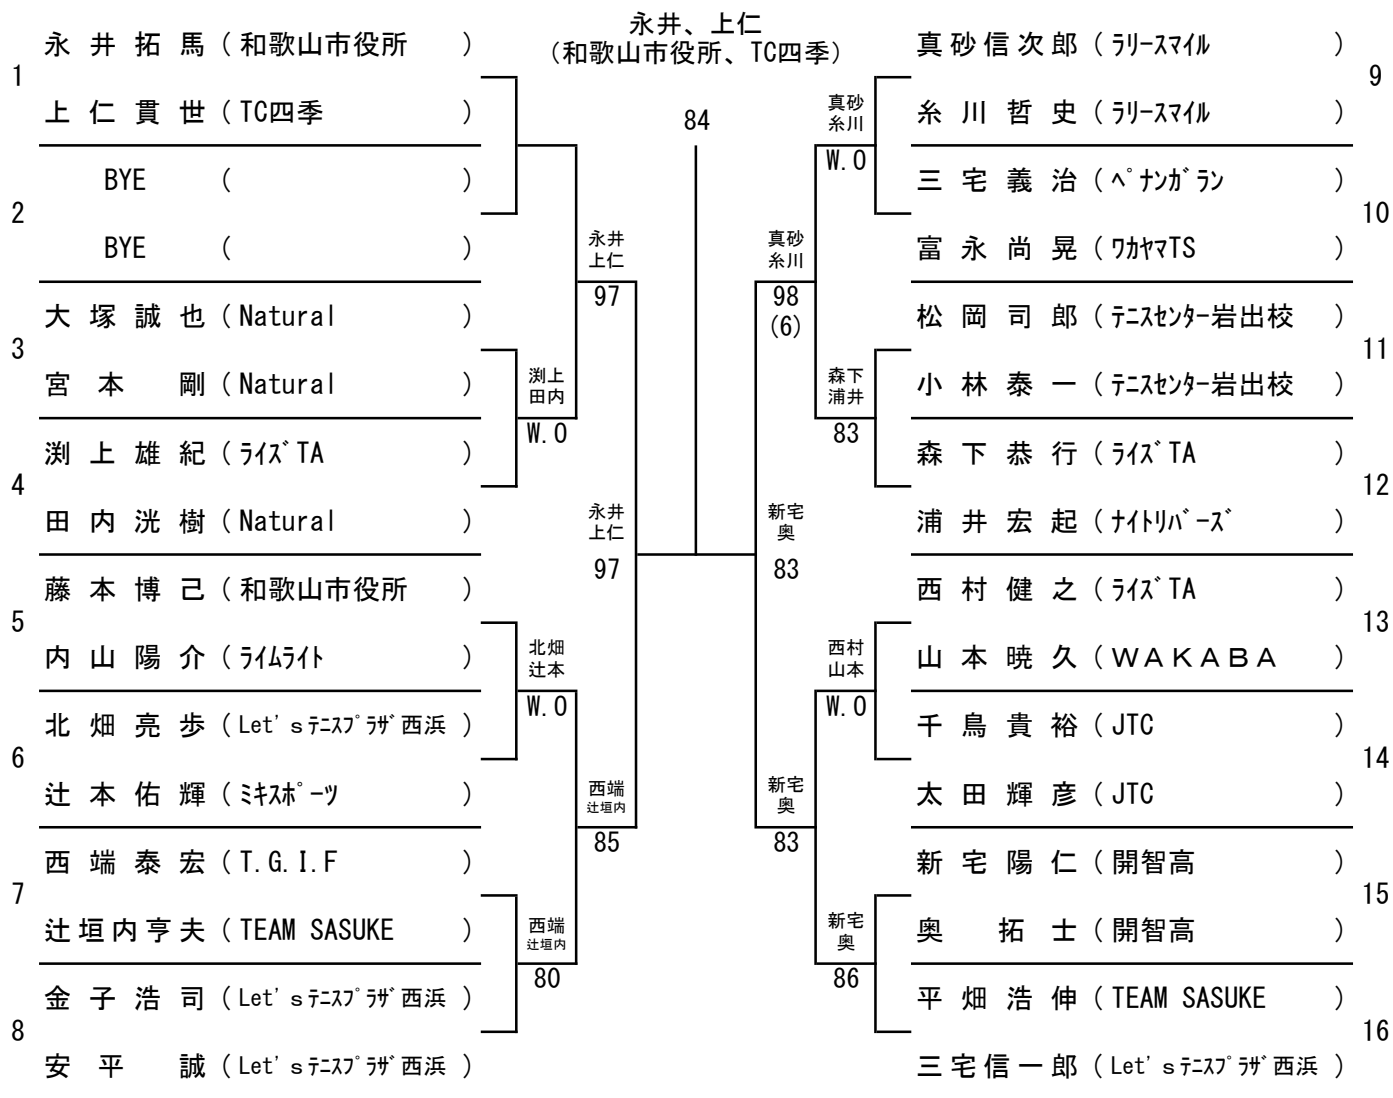 永井、上仁
(和歌山市役所、TC四季)
84
1
永井拓馬(和歌山市役所)
上仁貫世(TC四季)
2
BYE ( )
BYE ( )
3
大塚誠也(Natural)
宮本 剛(Natural)
4
渕上雄紀(ﾗｲｽﾞTA)
田内洸樹(Natural)
5
藤本博己(和歌山市役所)
内山陽介(ﾗｲﾑﾗｲﾄ)
6
北畑亮歩(Let'sﾃﾆｽﾌﾟﾗｻﾞ西浜)
辻本佑輝(ﾐｷｽﾎﾟｰﾂ)
7
西端泰宏(T.G.I.F)
辻垣内亨夫(TEAM SASUKE)
8
金子浩司(Let'sﾃﾆｽﾌﾟﾗｻﾞ西浜)
安平 誠(Let'sﾃﾆｽﾌﾟﾗｻﾞ西浜)
渕上
田内
W.O
北畑
辻本
W.O
西端
辻垣内
80
永井
上仁
97
西端
辻垣内
85
永井
上仁
97
新宅
奥
83
真砂
糸川
98
(6)
新宅
奥
83
真砂
糸川
W.O
森下
浦井
83
西村
山本
W.O
新宅
奥
86
真砂信次郎(ﾗﾘｰｽﾏｲﾙ)
糸川哲史(ﾗﾘｰｽﾏｲﾙ)
9
三宅義治(ﾍﾟﾅﾝｶﾞﾗﾝ)
富永尚晃(ﾜｶﾔﾏTS)
10
松岡司郎(ﾃﾆｽｾﾝﾀｰ岩出校)
小林泰一(ﾃﾆｽｾﾝﾀｰ岩出校)
11
森下恭行(ﾗｲｽﾞTA)
浦井宏起(ﾅｲﾄﾘﾊﾞｰｽﾞ)
12
西村健之(ﾗｲｽﾞTA)
山本暁久(ＷＡＫＡＢＡ)
13
千鳥貴裕(JTC)
太田輝彦(JTC)
14
新宅陽仁(開智高)
奥 拓士(開智高)
15
平畑浩伸(TEAM SASUKE)
三宅信一郎(Let'sﾃﾆｽﾌﾟﾗｻﾞ西浜)
16